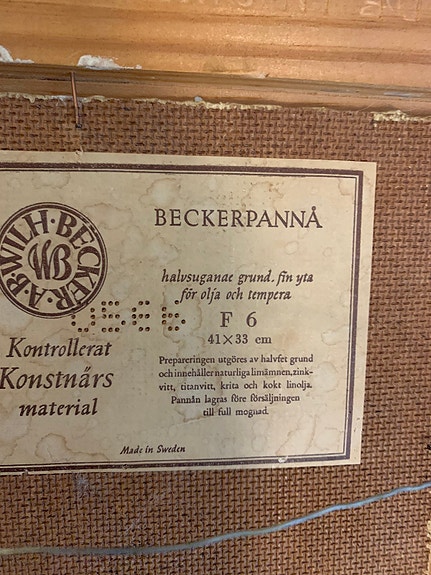 BECKERPANNÅ
A·B·WILH·BECKER·
WB
halvsugande grund. fin yta
för olja och tempera
F 6
41×33 cm
Kontrollerat
Konstnärs
material
Prepareringen utgöres av halvfet grund
och innehåller naturliga limämnen, zink-
vitt, titanvitt, krita och kokt linolja.
Pannån lagras före försäljningen
till full mognad.
Made in Sweden